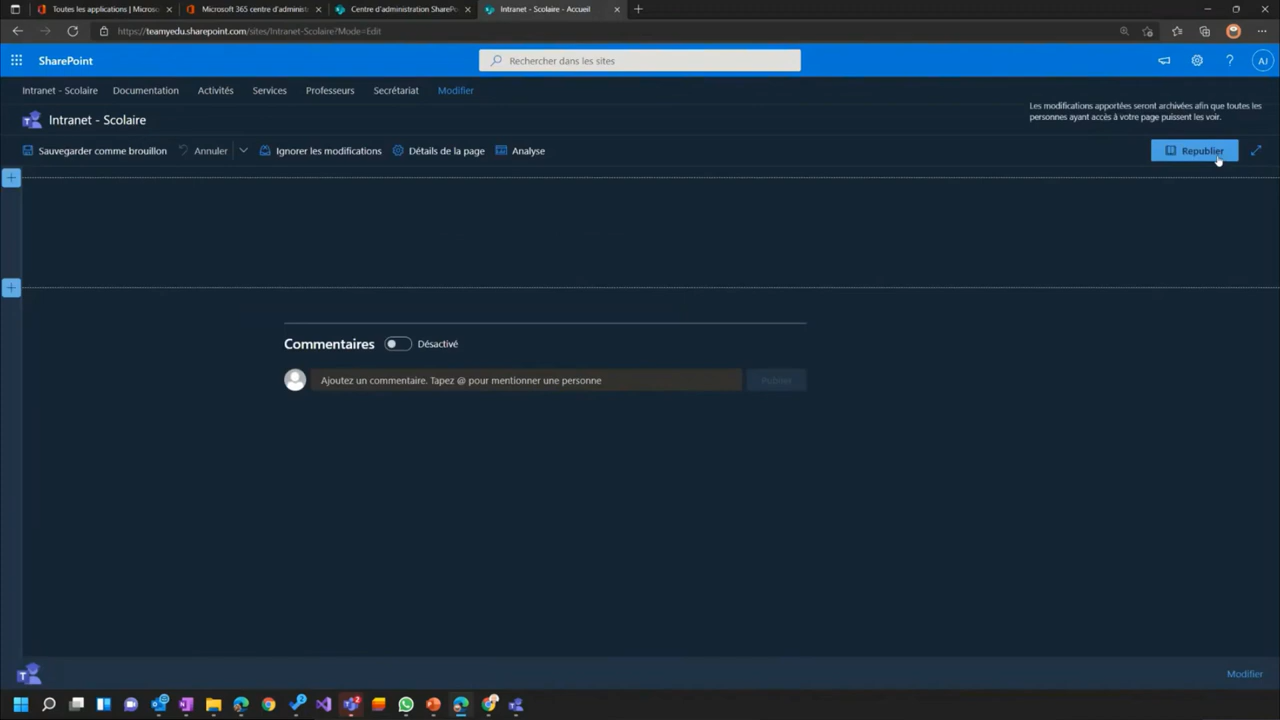 Toutes les applications | Microso
Microsoft 365 centre d'administ
Centre d'administration SharePo
Intranet - Scolaire - Accueil
https://teamyedu.sharepoint.com/sites/Intranet-Scolaire?Mode=Edit
SharePoint
Rechercher dans les sites
AJ
Intranet - Scolaire
Documentation
Activités
Services
Professeurs
Secrétariat
Modifier
Les modifications apportées seront archivées afin que toutes les
personnes ayant accès à votre page puissent les voir.
Intranet - Scolaire
Sauvegarder comme brouillon
Annuler
Ignorer les modifications
Détails de la page
Analyse
Republier
Commentaires
Désactivé
Ajoutez un commentaire. Tapez @ pour mentionner une personne
Publier
Modifier